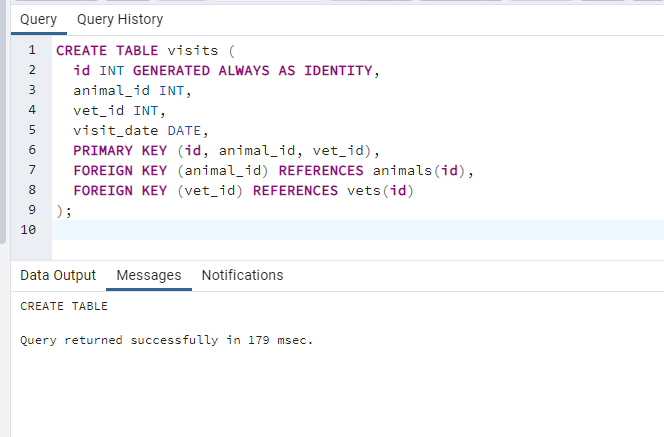 Query Query History
1 CREATE TABLE visits (
2 id INT GENERATED ALWAYS AS IDENTITY,
3 animal_id INT,
4 vet_id INT,
5 visit_date DATE,
6 PRIMARY KEY (id, animal_id, vet_id),
7 FOREIGN KEY (animal_id) REFERENCES animals(id),
8 FOREIGN KEY (vet_id) REFERENCES vets(id)
9 );
10
Data Output Messages Notifications
CREATE TABLE
Query returned successfully in 179 msec.